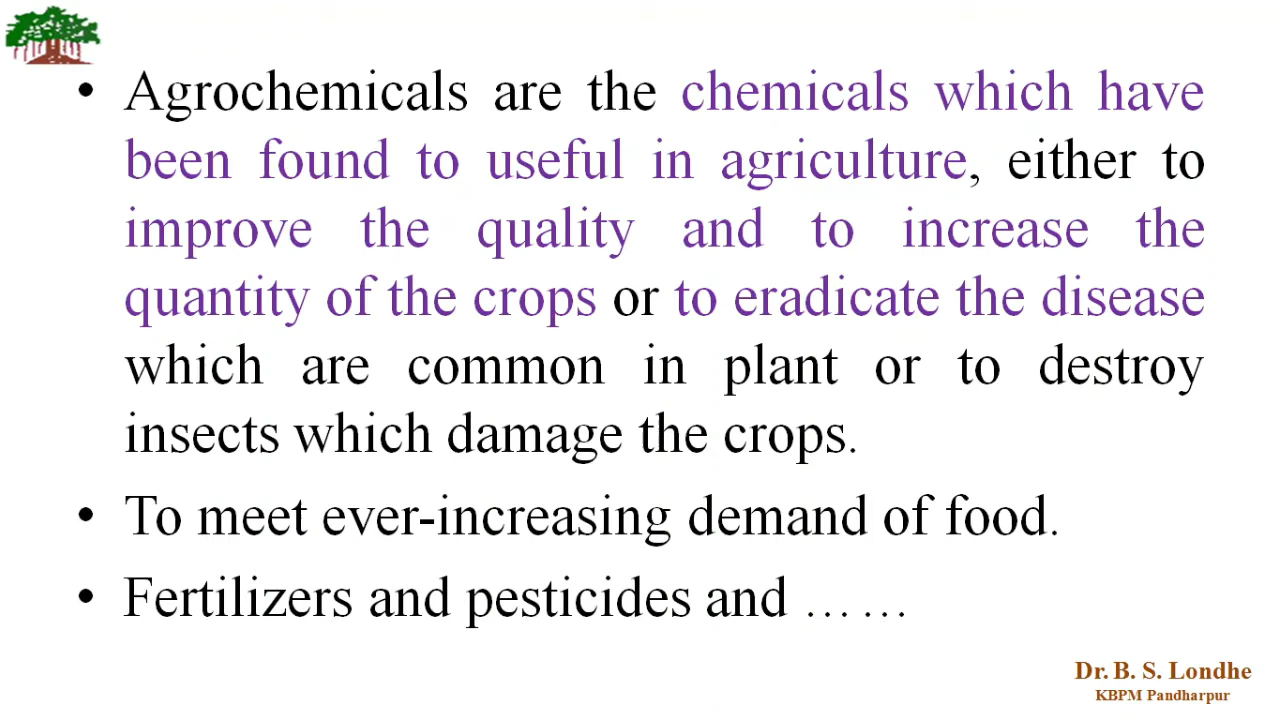 • Agrochemicals are the chemicals which have
been found to useful in agriculture, either to
improve the quality and to increase the
quantity of the crops or to eradicate the disease
which are common in plant or to destroy
insects which damage the crops.
• To meet ever-increasing demand of food.
• Fertilizers and pesticides and ……
Dr. B. S. Londhe
KBPM Pandharpur